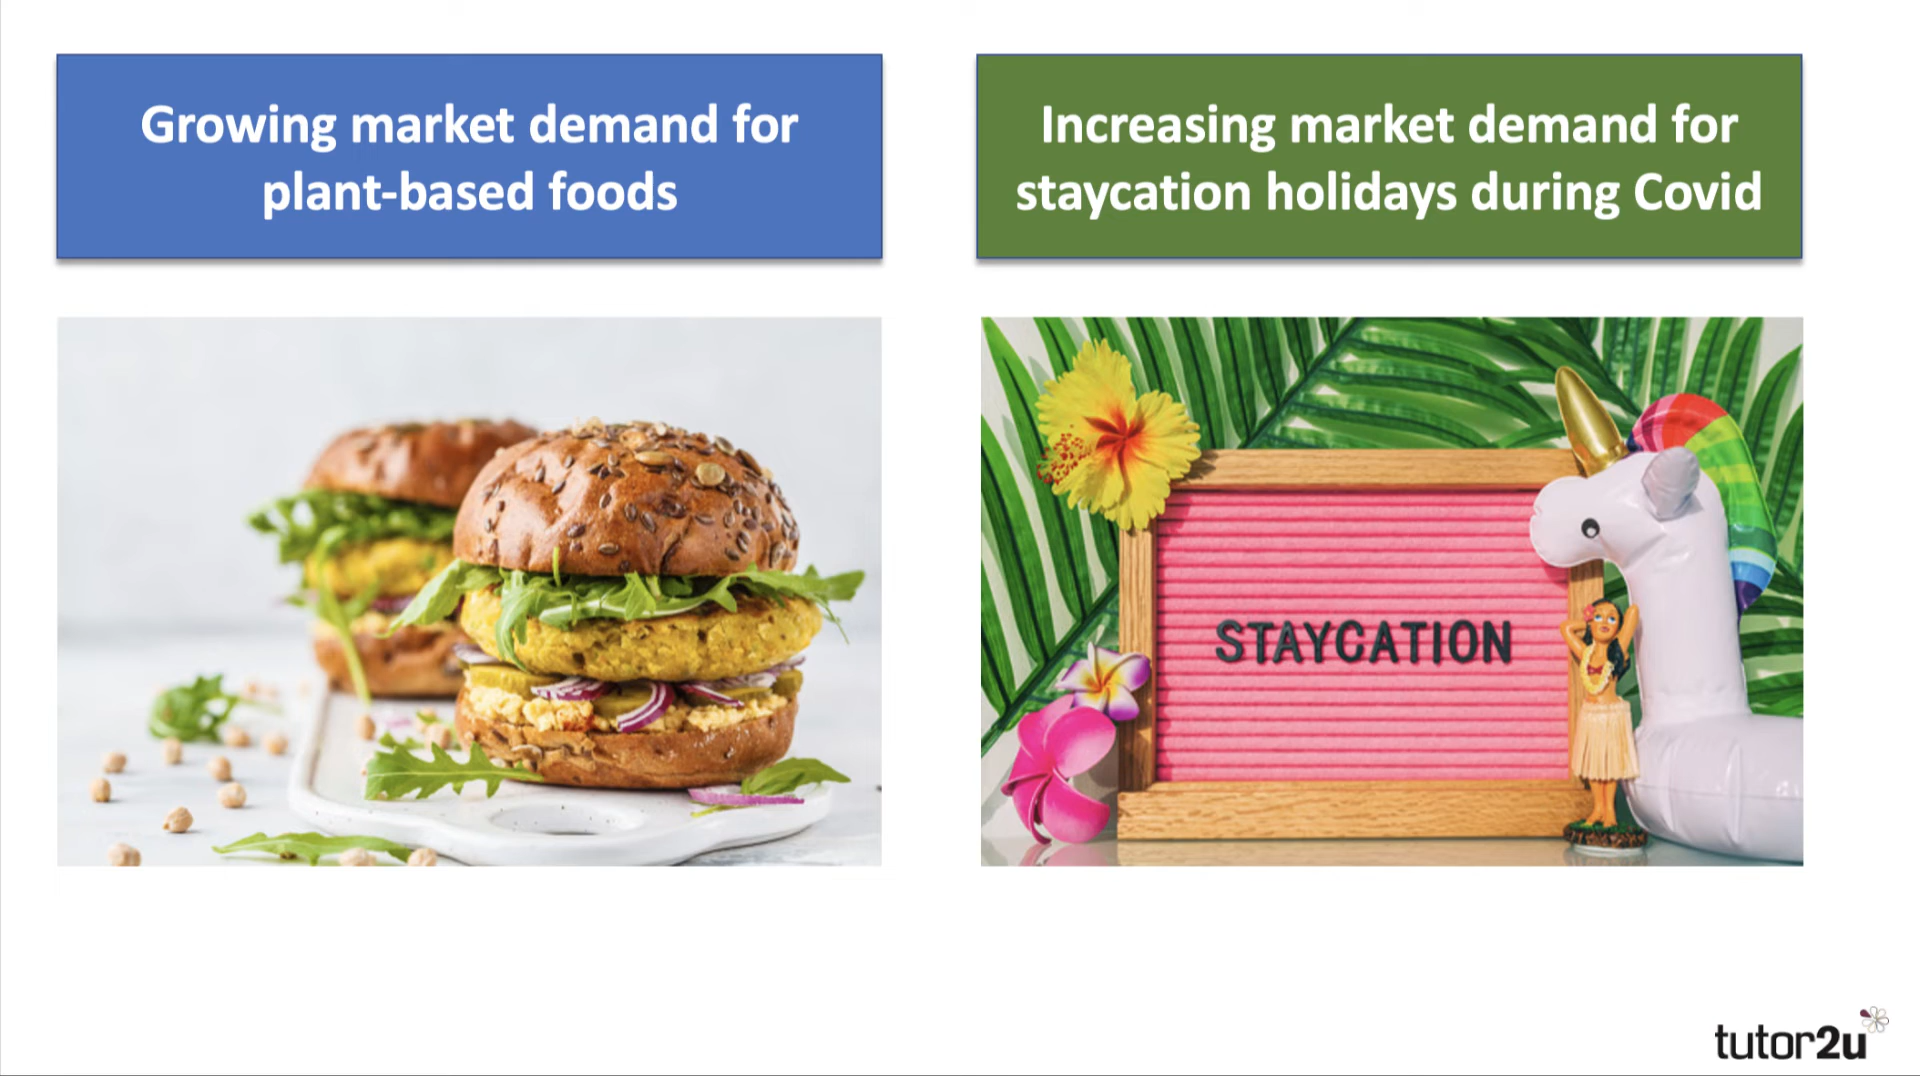 Growing market demand for
plant-based foods
Increasing market demand for
staycation holidays during Covid
STAYCATION
tutor2u